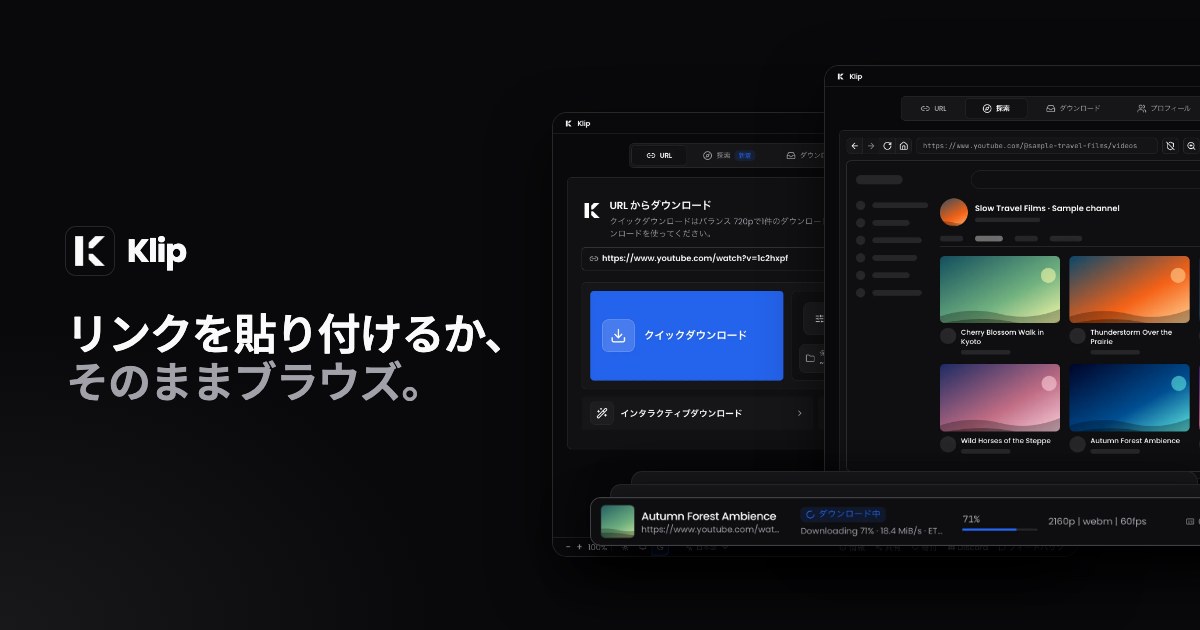 Klip
リンクを貼り付けるか、
そのままブラウズ。
Klip
URL
探索
新規
URL からダウンロード
クイックダウンロードはバランス 720pで1件のダウンロー
ンロードを使ってください。
https://www.youtube.com/watch?v=1c2hxpf
クイックダウンロード
インタラクティブダウンロード
Klip
URL
探索
ダウンロード
プロフィール
https://www.youtube.com/@sample-travel-films/videos
Slow Travel Films · Sample channel
Cherry Blossom Walk in
Kyoto
Thunderstorm Over the
Prairie
Wild Horses of the Steppe
Autumn Forest Ambience
Autumn Forest Ambience
https://www.youtube.com/wat...
ダウンロード中
Downloading 71% · 18.4 MiB/s · ET...
71%
2160p | webm | 60fps
− + 100%